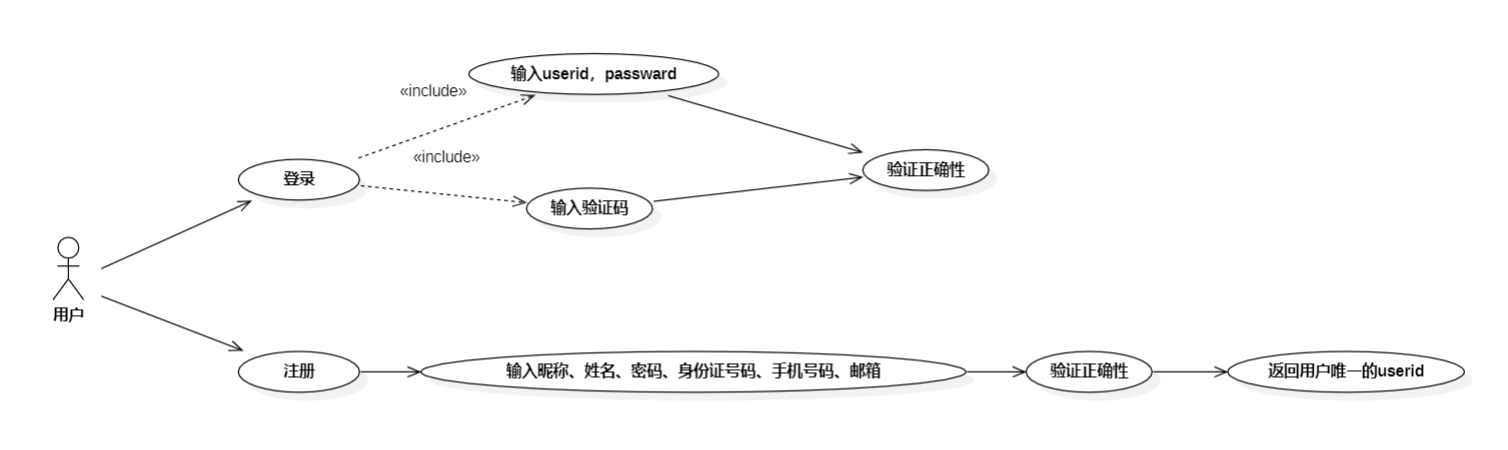 输入userid，passward
«include»
«include»
验证正确性
登录
输入验证码
用户
注册
输入昵称、姓名、密码、身份证号码、手机号码、邮箱
验证正确性
返回用户唯一的userid